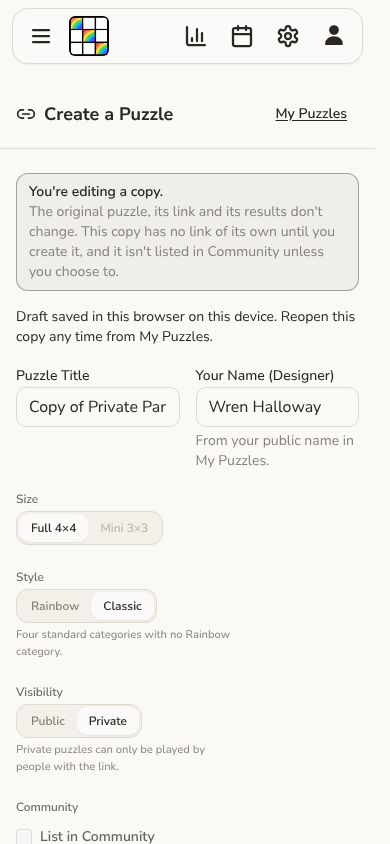 Create a Puzzle
My Puzzles
You're editing a copy.
The original puzzle, its link and its results don't
change. This copy has no link of its own until you
create it, and it isn't listed in Community unless
you choose to.
Draft saved in this browser on this device. Reopen this
copy any time from My Puzzles.
Puzzle Title
Your Name (Designer)
Copy of Private Par
Wren Halloway
From your public name in
My Puzzles.
Size
Full 4×4
Mini 3×3
Style
Rainbow
Classic
Four standard categories with no Rainbow
category.
Visibility
Public
Private
Private puzzles can only be played by
people with the link.
Community
List in Community